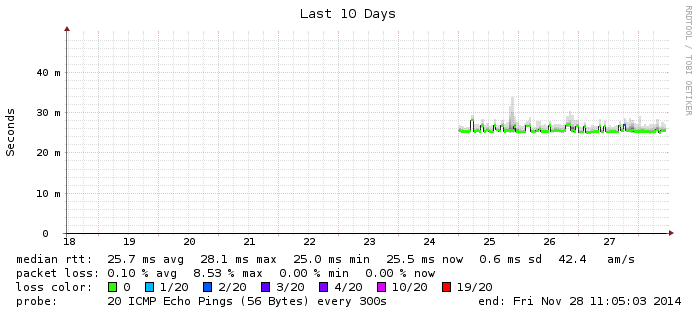 Last 10 Days
RRDTOOL / TOBI OETIKER
Seconds
40 m
30 m
20 m
10 m
0
18 19 20 21 22 23 24 25 26 27
median rtt: 25.7 ms avg 28.1 ms max 25.0 ms min 25.5 ms now 0.6 ms sd 42.4 am/s
packet loss: 0.10 % avg 8.53 % max 0.00 % min 0.00 % now
loss color: 0 1/20 2/20 3/20 4/20 10/20 19/20
probe: 20 ICMP Echo Pings (56 Bytes) every 300s end: Fri Nov 28 11:05:03 2014